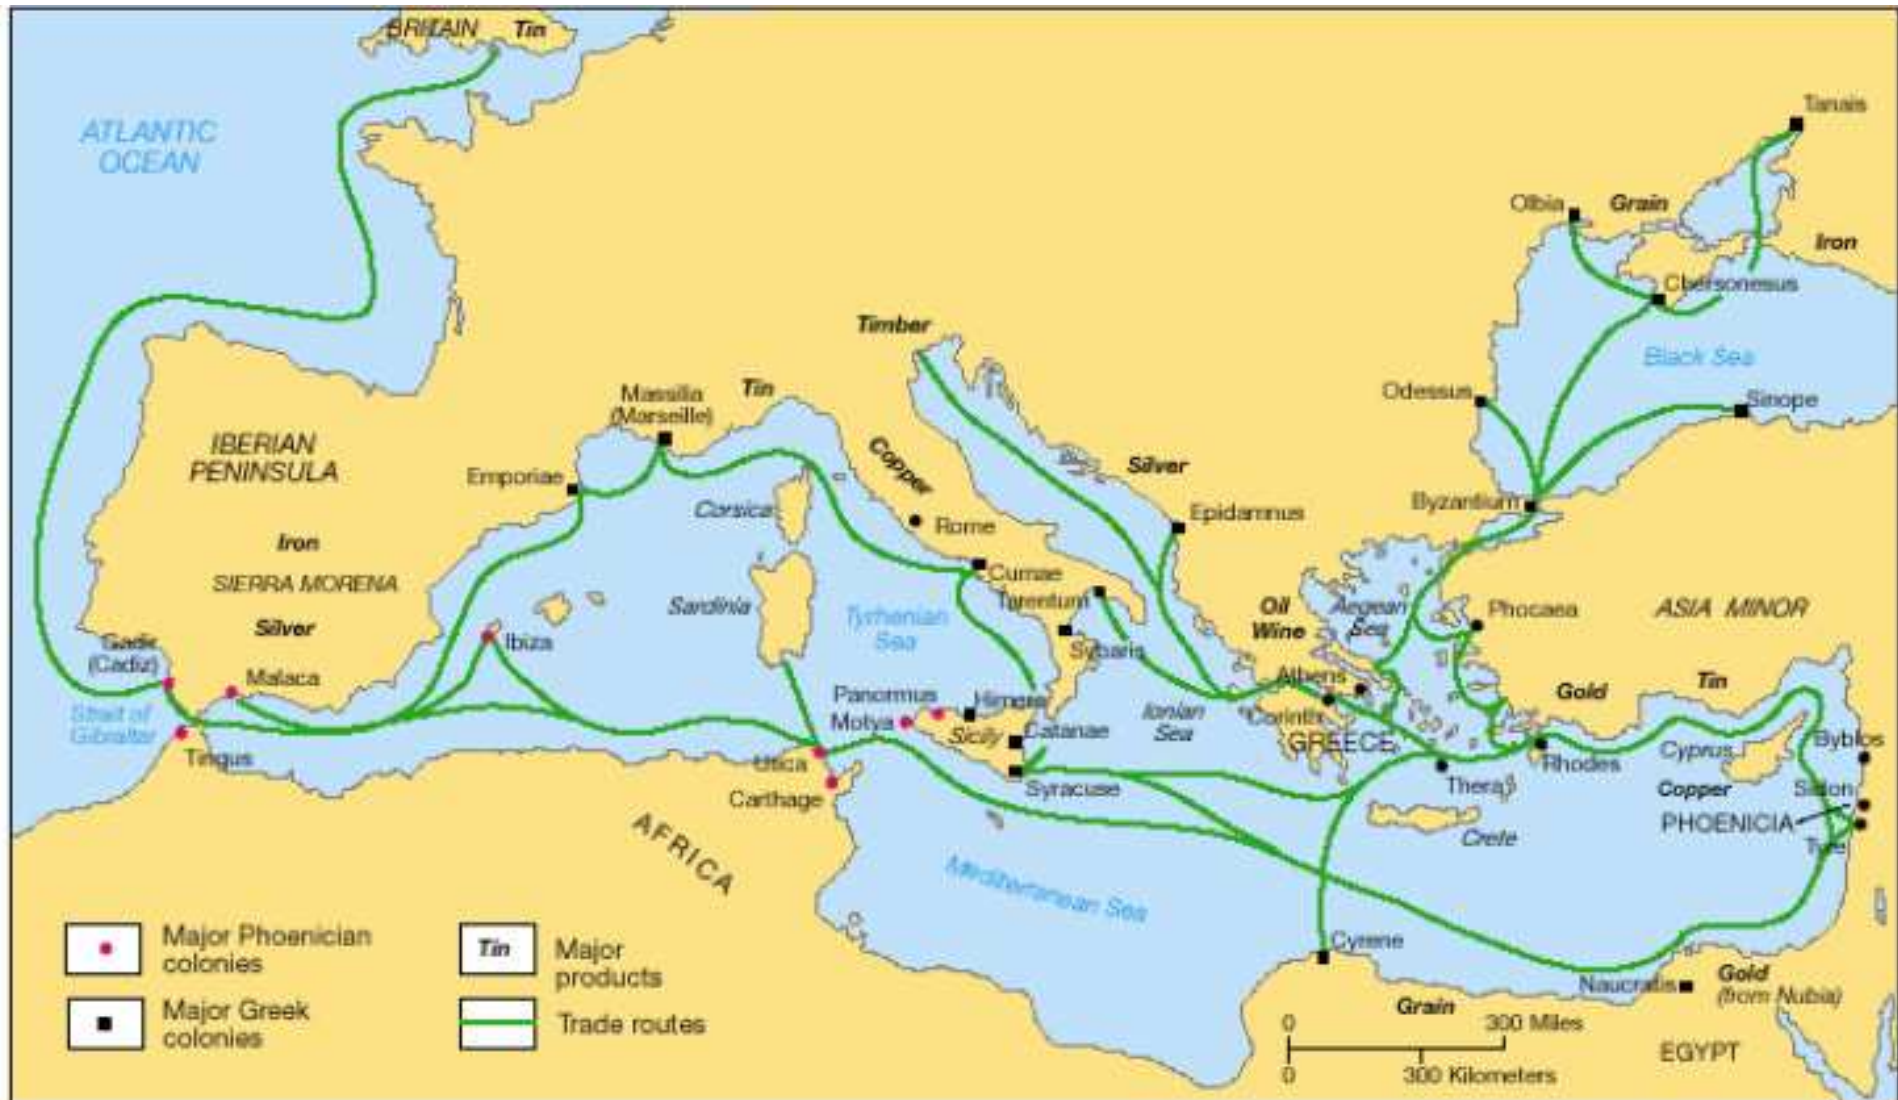 BRITAIN Tin
ATLANTIC
OCEAN
Tanais
Olbia
Grain
Iron
Chersonesus
Black Sea
Odessus
Sinope
Byzantium
Timber
Massilia
(Marseille)
Tin
IBERIAN
PENINSULA
Emporiae
Copper
Corsica
Rome
Silver
Epidamnus
Iron
SIERRA MORENA
Silver
Sardinia
Tyrrhenian
Sea
Cumae
Tarentum
Sybaris
Oil
Wine
Aegean
Sea
Phocaea
ASIA MINOR
Gadir
(Cadiz)
Malaca
Ibiza
Strait of
Gibraltar
Tingus
Panormus
Motya
Himera
Sicily
Catanae
Ionian
Sea
Athens
Corinth
GREECE
Gold
Tin
Utica
Carthage
Syracuse
Thera
Rhodes
Cyprus
Copper
Byblos
Sidon
PHOENICIA
Tyre
Crete
AFRICA
Mediterranean Sea
Cyrene
Grain
Naucratis
Gold
(from Nubia)
EGYPT
Major Phoenician
colonies
Major Greek
colonies
Tin
Major
products
Trade routes
0 300 Miles
0 300 Kilometers